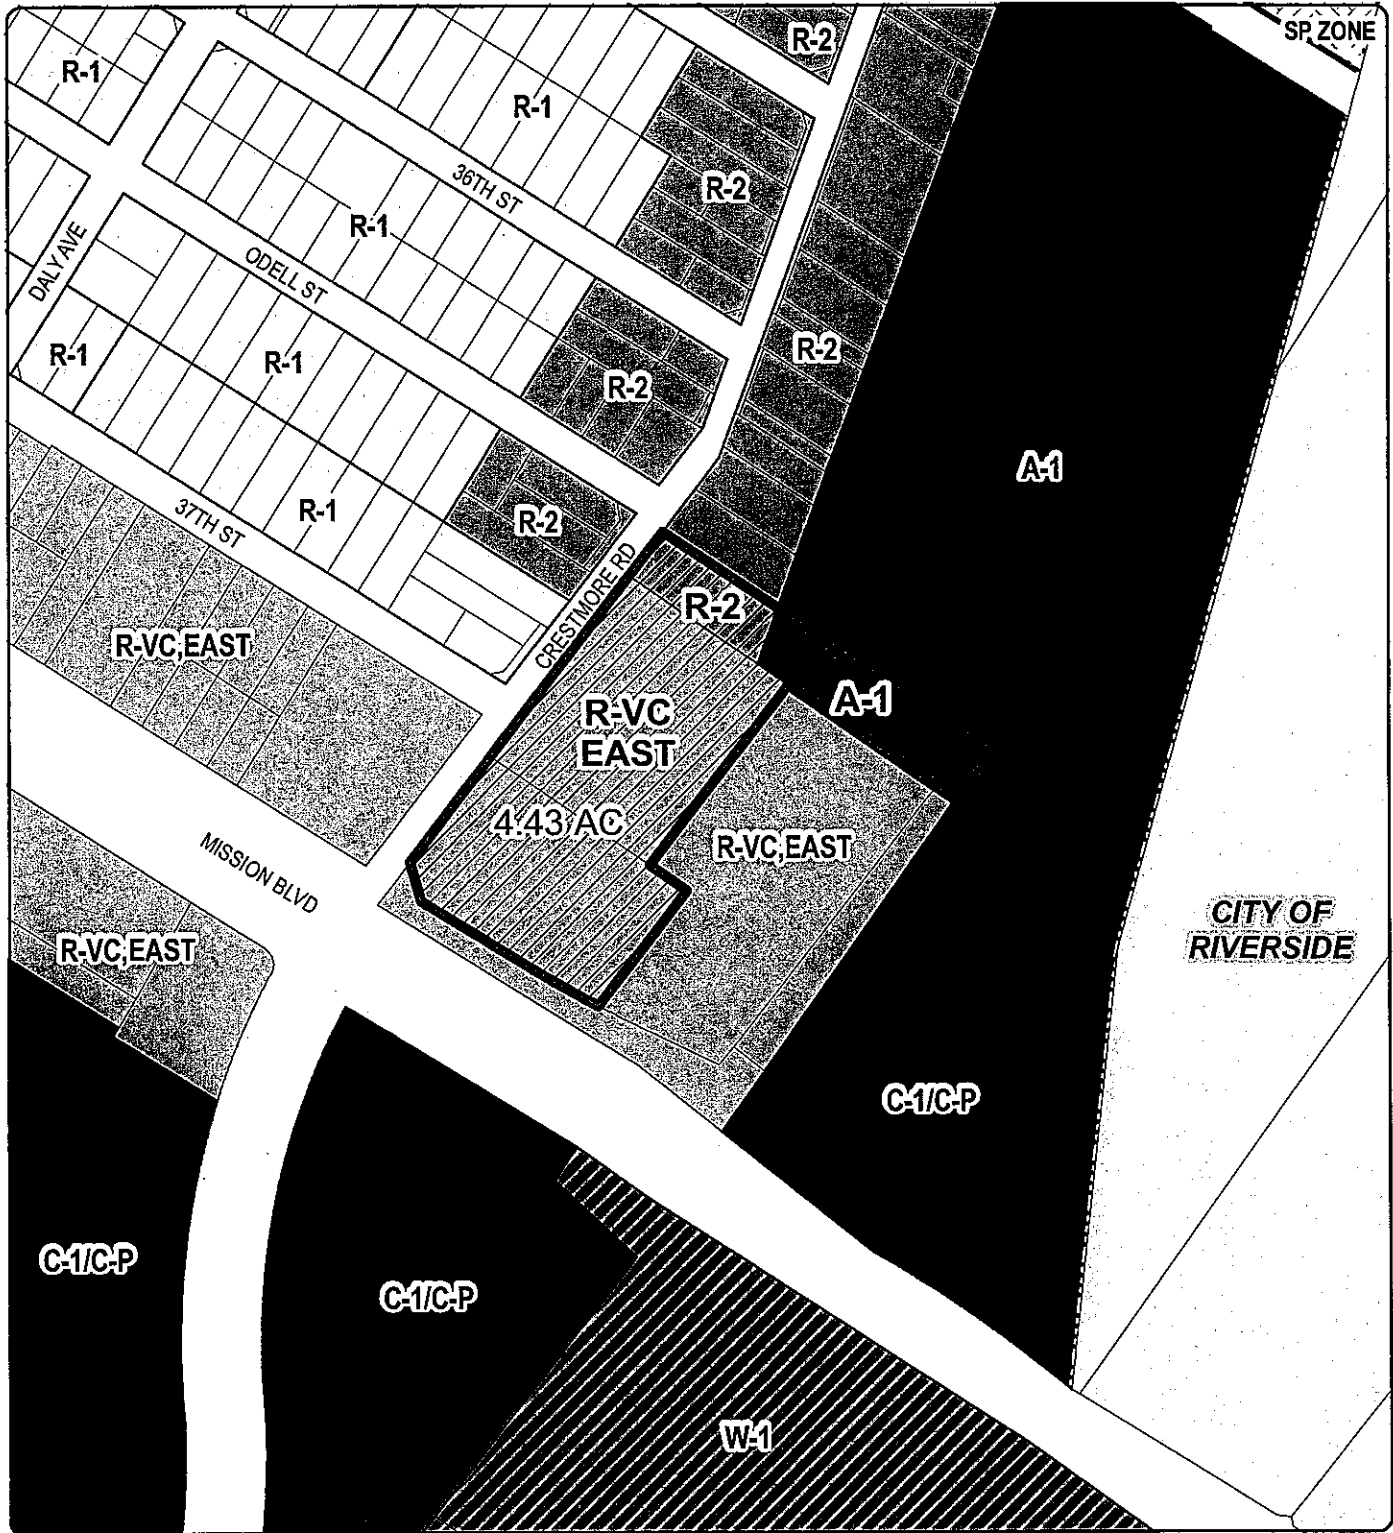 SP ZONE
R-2
R-1
R-1
36TH ST
R-2
R-1
DALY AVE
ODELL ST
R-1
R-1
R-2
R-2
A-1
37TH ST
R-1
R-2
CRESTMORE RD
R-2
R-VC,EAST
A-1
R-VC
EAST
4.43 AC
R-VC,EAST
MISSION BLVD
CITY OF
RIVERSIDE
R-VC,EAST
C-1/C-P
C-1/C-P
C-1/C-P
W-1